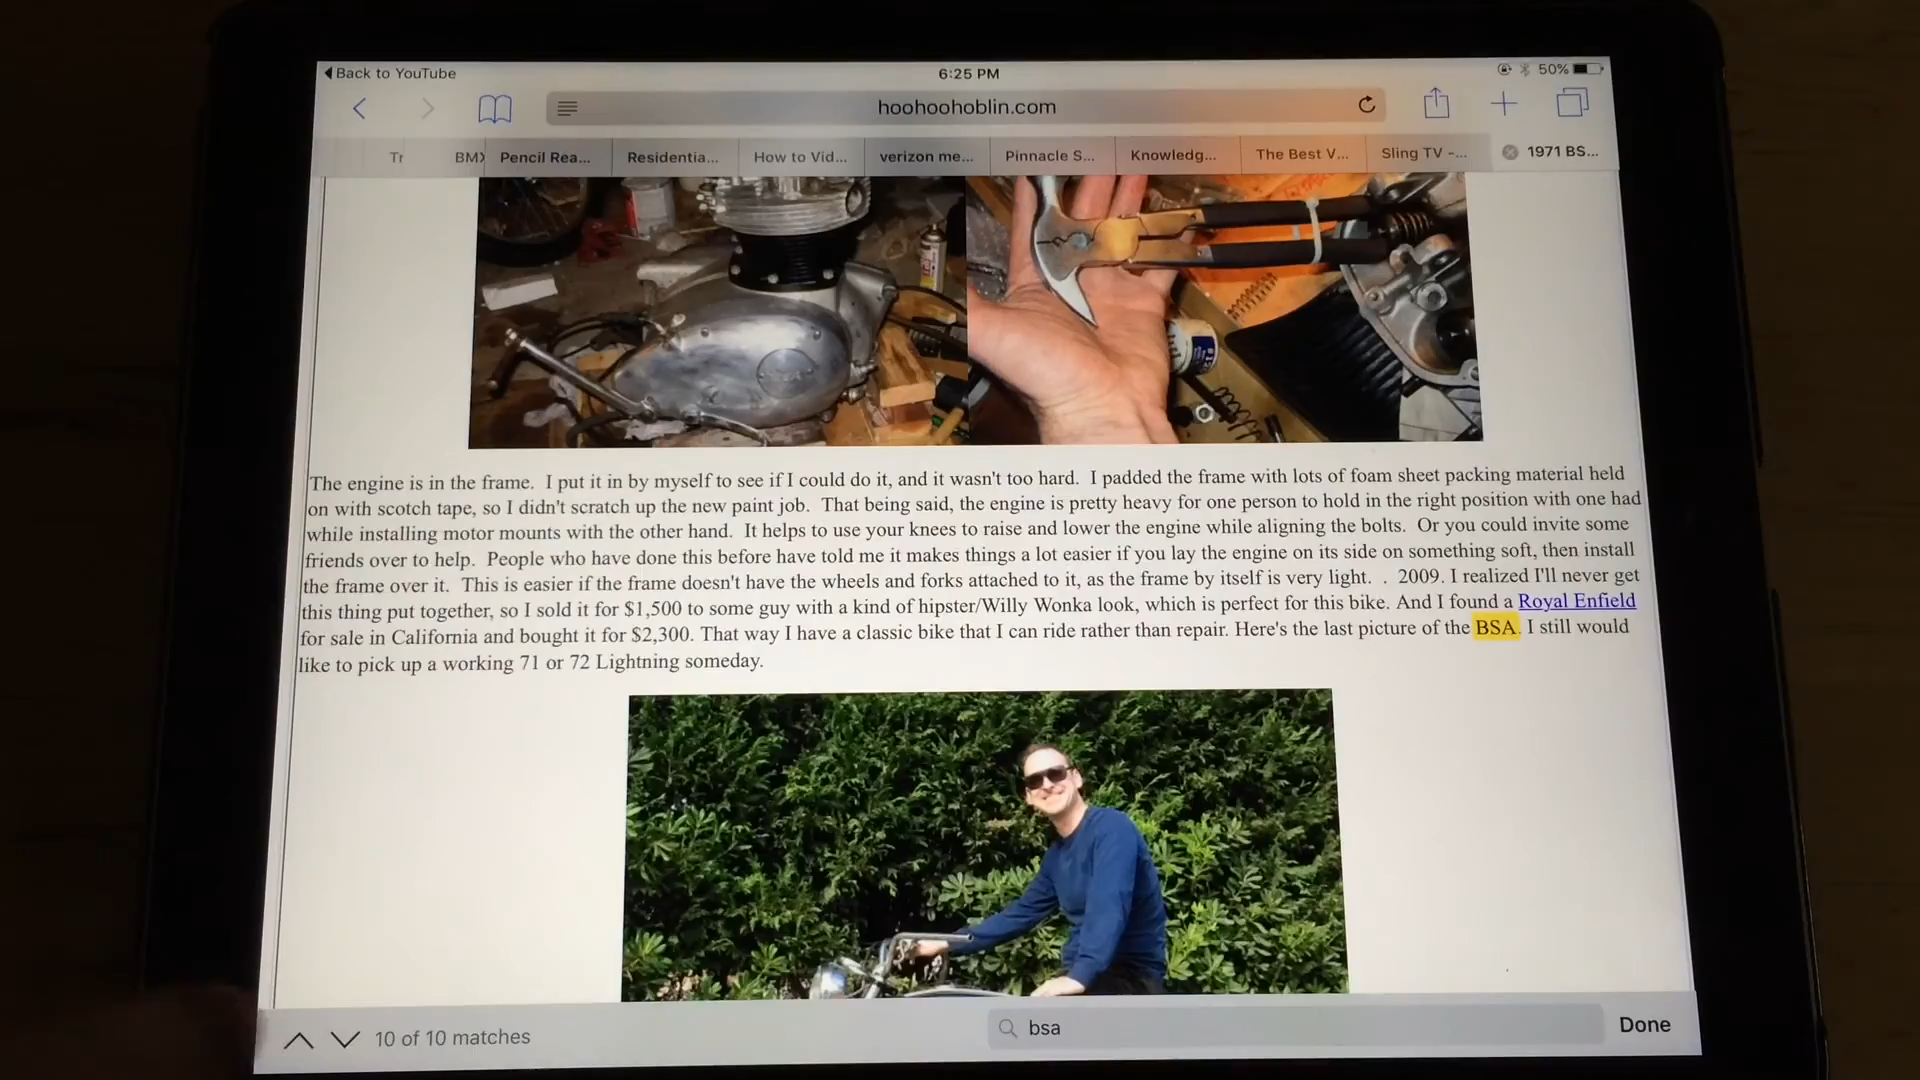 Back to YouTube
6:25 PM
50%
hoohoohoblin.com
Tr
BMX
Pencil Rea...
Residentia...
How to Vid...
verizon me...
Pinnacle S...
Knowledg...
The Best V...
Sling TV -...
1971 BS...
The engine is in the frame. I put it in by myself to see if I could do it, and it wasn't too hard. I padded the frame with lots of foam sheet packing material held
on with scotch tape, so I didn't scratch up the new paint job. That being said, the engine is pretty heavy for one person to hold in the right position with one had
while installing motor mounts with the other hand. It helps to use your knees to raise and lower the engine while aligning the bolts. Or you could invite some
friends over to help. People who have done this before have told me it makes things a lot easier if you lay the engine on its side on something soft, then install
the frame over it. This is easier if the frame doesn't have the wheels and forks attached to it, as the frame by itself is very light. . 2009. I realized I'll never get
this thing put together, so I sold it for $1,500 to some guy with a kind of hipster/Willy Wonka look, which is perfect for this bike. And I found a Royal Enfield
for sale in California and bought it for $2,300. That way I have a classic bike that I can ride rather than repair. Here's the last picture of the BSA. I still would
like to pick up a working 71 or 72 Lightning someday.
10 of 10 matches
bsa
Done